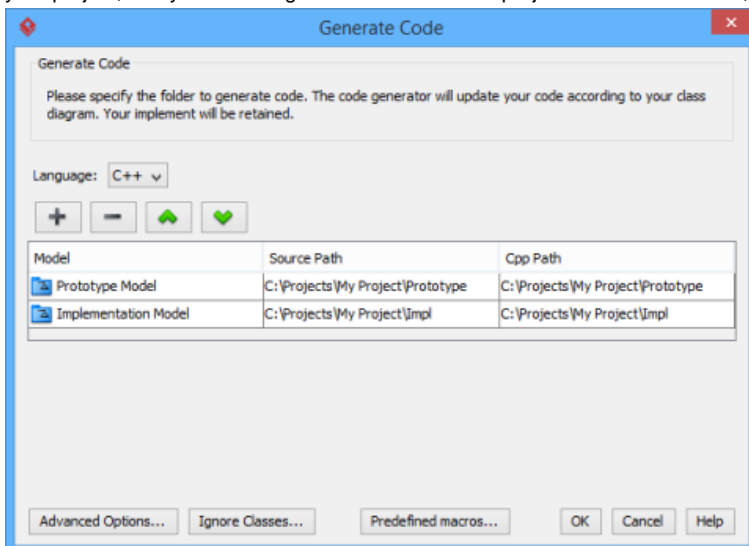 Generate Code
Generate Code
Please specify the folder to generate code. The code generator will update your code according to your class
diagram. Your implement will be retained.
Language: C++
Model Source Path Cpp Path
Prototype Model C:\Projects\My Project\Prototype C:\Projects\My Project\Prototype
Implementation Model C:\Projects\My Project\Impl C:\Projects\My Project\Impl
Advanced Options... Ignore Classes... Predefined macros... OK Cancel Help